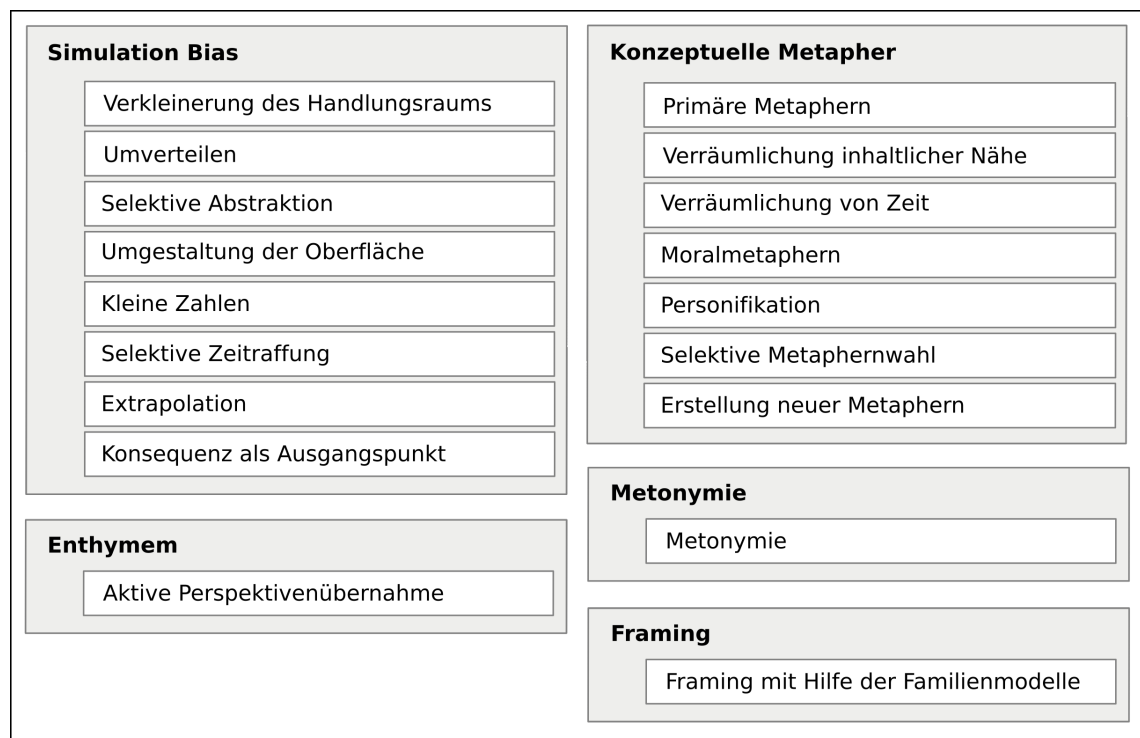 Simulation Bias
Verkleinerung des Handlungsraums
Umverteilen
Selektive Abstraktion
Umgestaltung der Oberfläche
Kleine Zahlen
Selektive Zeitraffung
Extrapolation
Konsequenz als Ausgangspunkt
Enthymem
Aktive Perspektivenübernahme
Konzeptuelle Metapher
Primäre Metaphern
Verräumlichung inhaltlicher Nähe
Verräumlichung von Zeit
Moralmetaphern
Personifikation
Selektive Metaphernwahl
Erstellung neuer Metaphern
Metonymie
Metonymie
Framing
Framing mit Hilfe der Familienmodelle